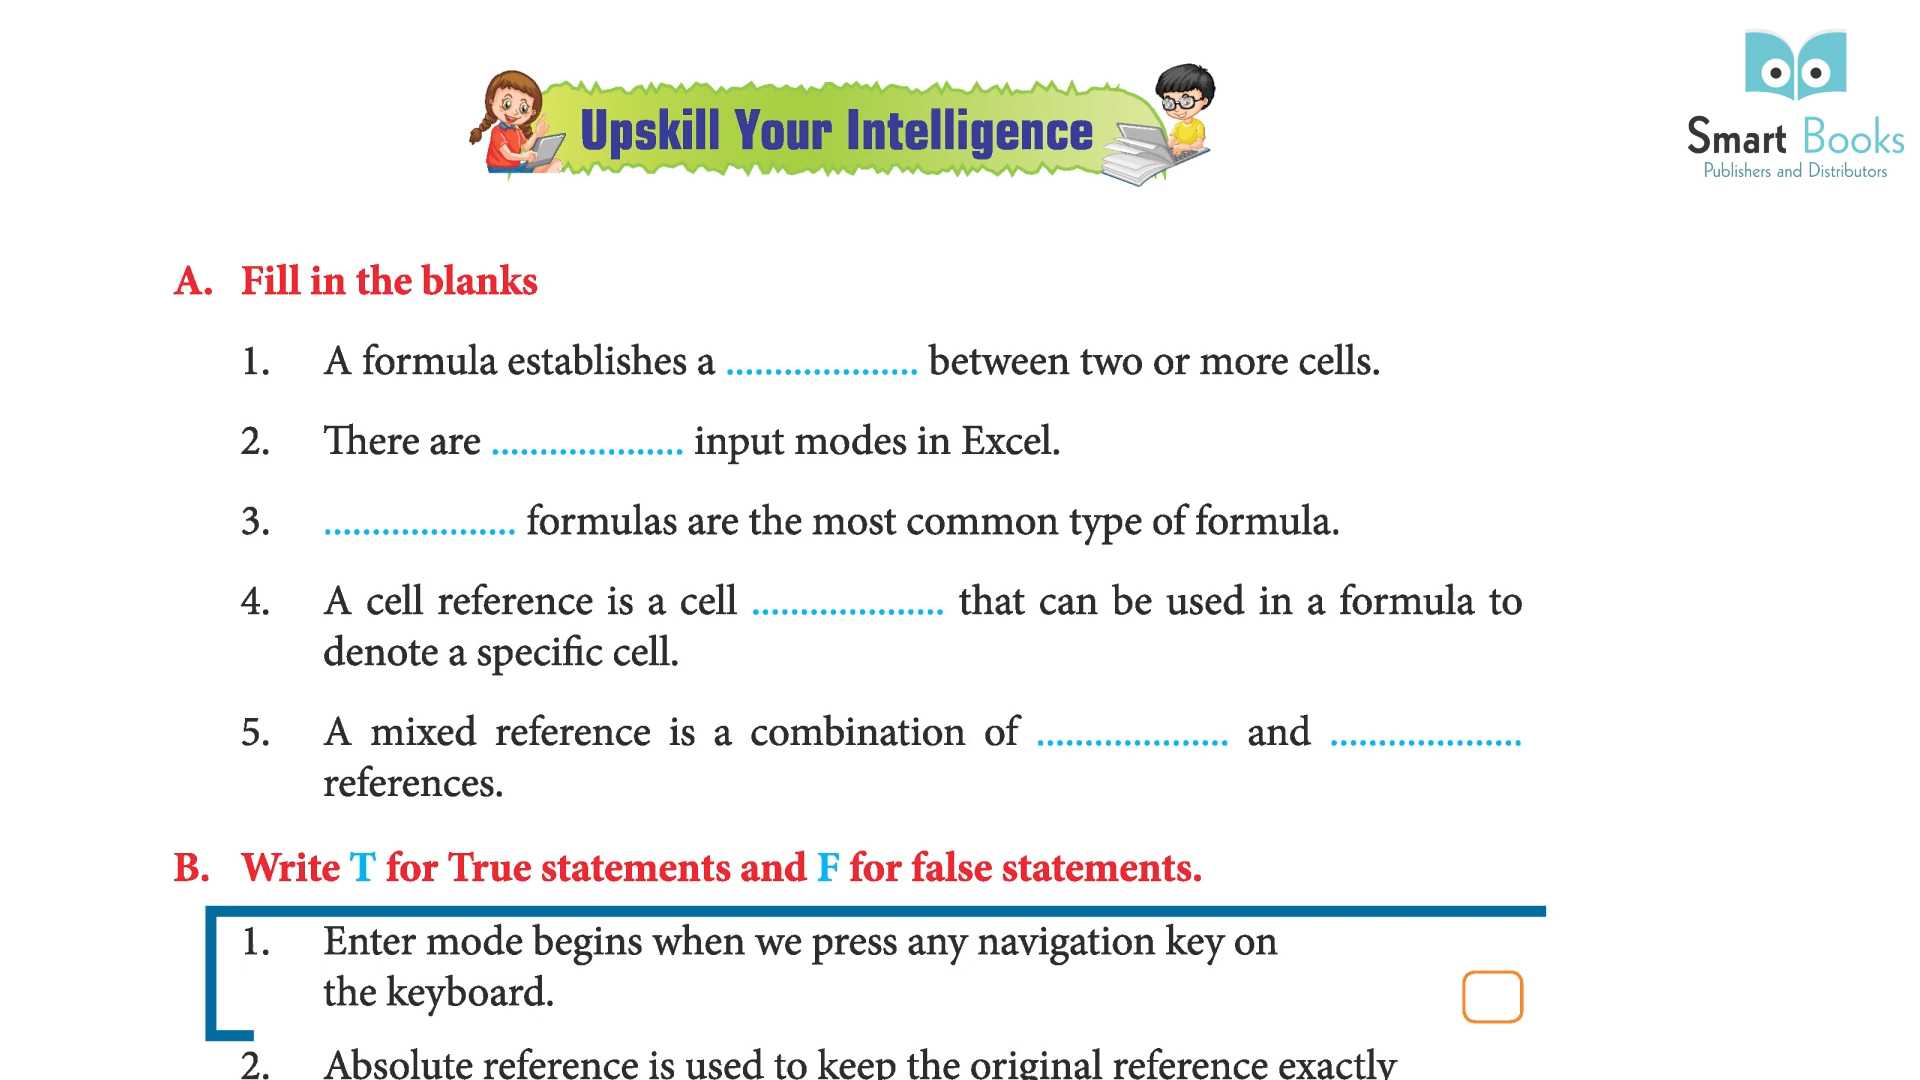 Upskill Your Intelligence
Smart Books
Publishers and Distributors
A. Fill in the blanks
1. A formula establishes a .................... between two or more cells.
2. There are .................... input modes in Excel.
3. .................... formulas are the most common type of formula.
4. A cell reference is a cell .................... that can be used in a formula to
denote a specific cell.
5. A mixed reference is a combination of .................... and ....................
references.
B. Write T for True statements and F for false statements.
1. Enter mode begins when we press any navigation key on
the keyboard.
2. Absolute reference is used to keep the original reference exactly